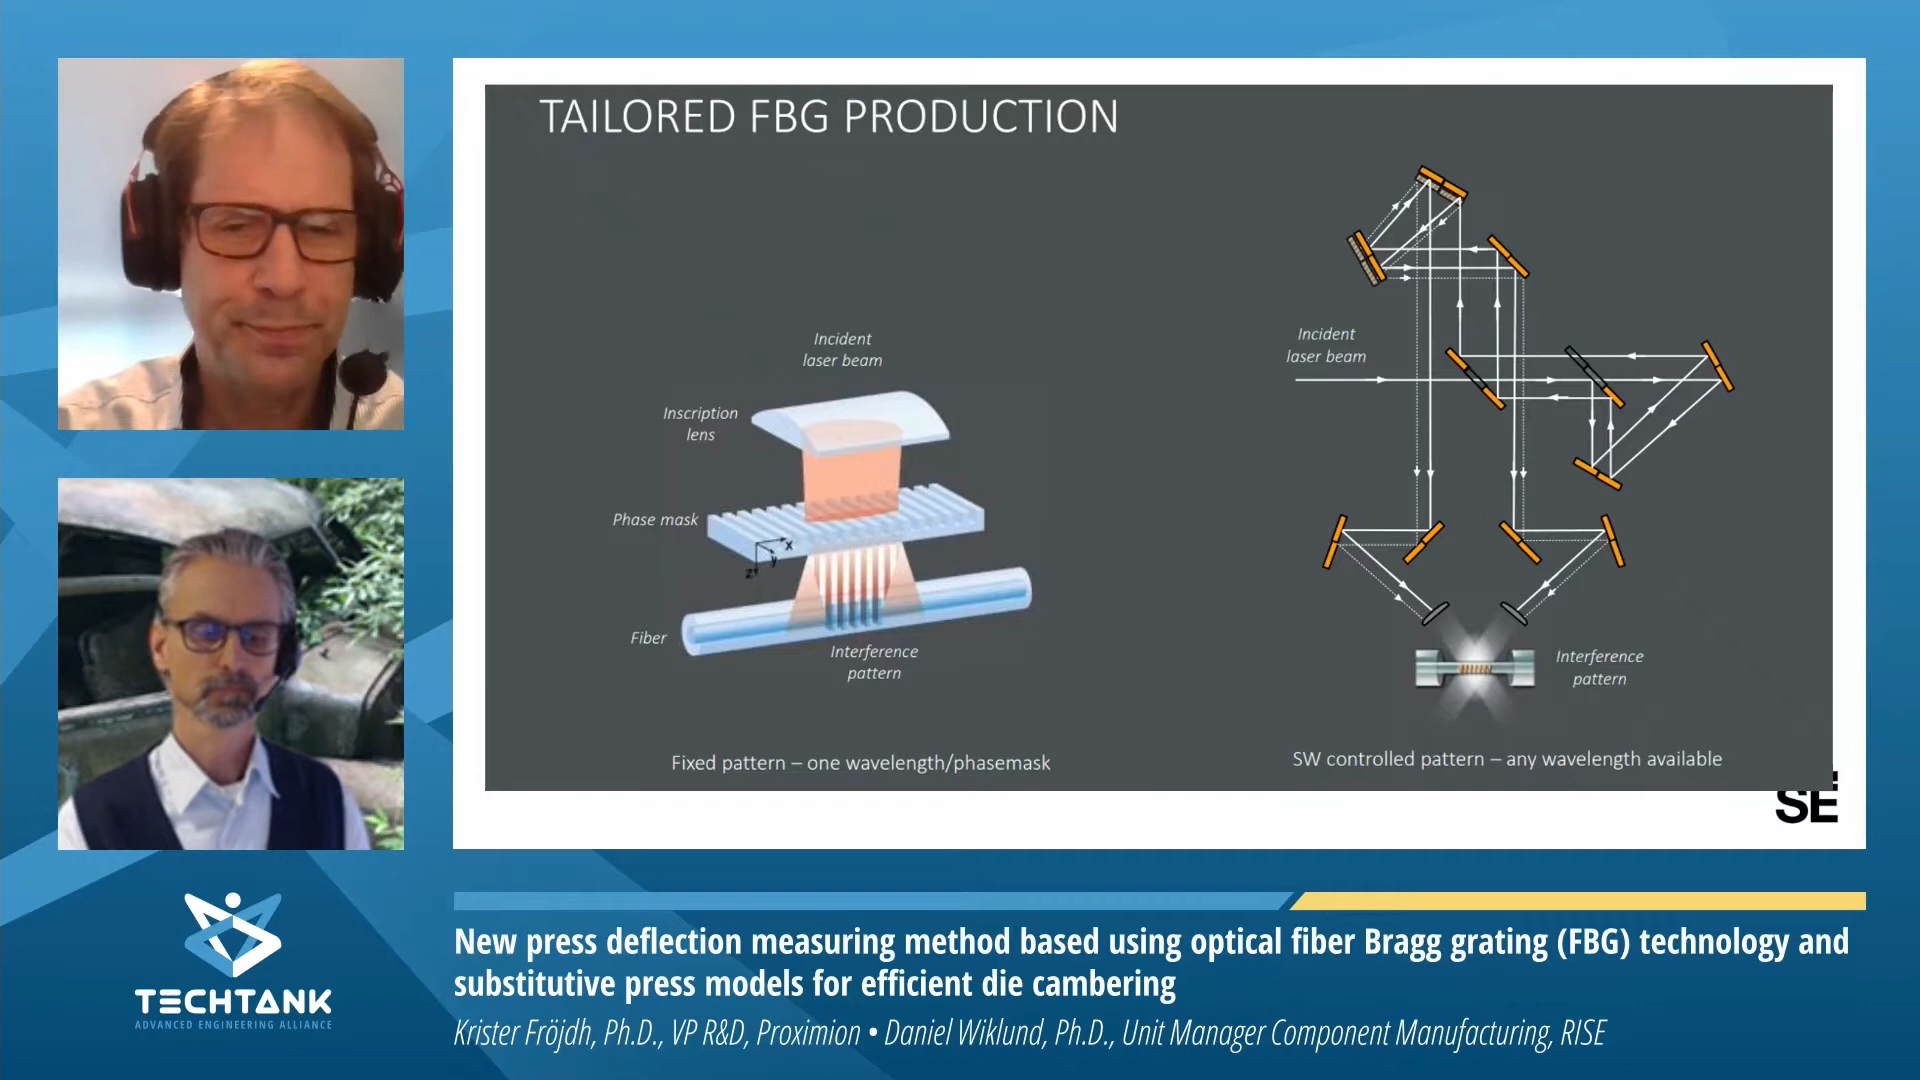 TAILORED FBG PRODUCTION
Incident
laser beam
Inscription
lens
Phase mask
x
y
z
Fiber
Interference
pattern
Fixed pattern – one wavelength/phasemask
Incident
laser beam
Interference
pattern
SW controlled pattern – any wavelength available
SE
TECHTANK
ADVANCED ENGINEERING ALLIANCE
New press deflection measuring method based using optical fiber Bragg grating (FBG) technology and
substitutive press models for efficient die cambering
Krister Fröjdh, Ph.D., VP R&D, Proximion • Daniel Wiklund, Ph.D., Unit Manager Component Manufacturing, RISE